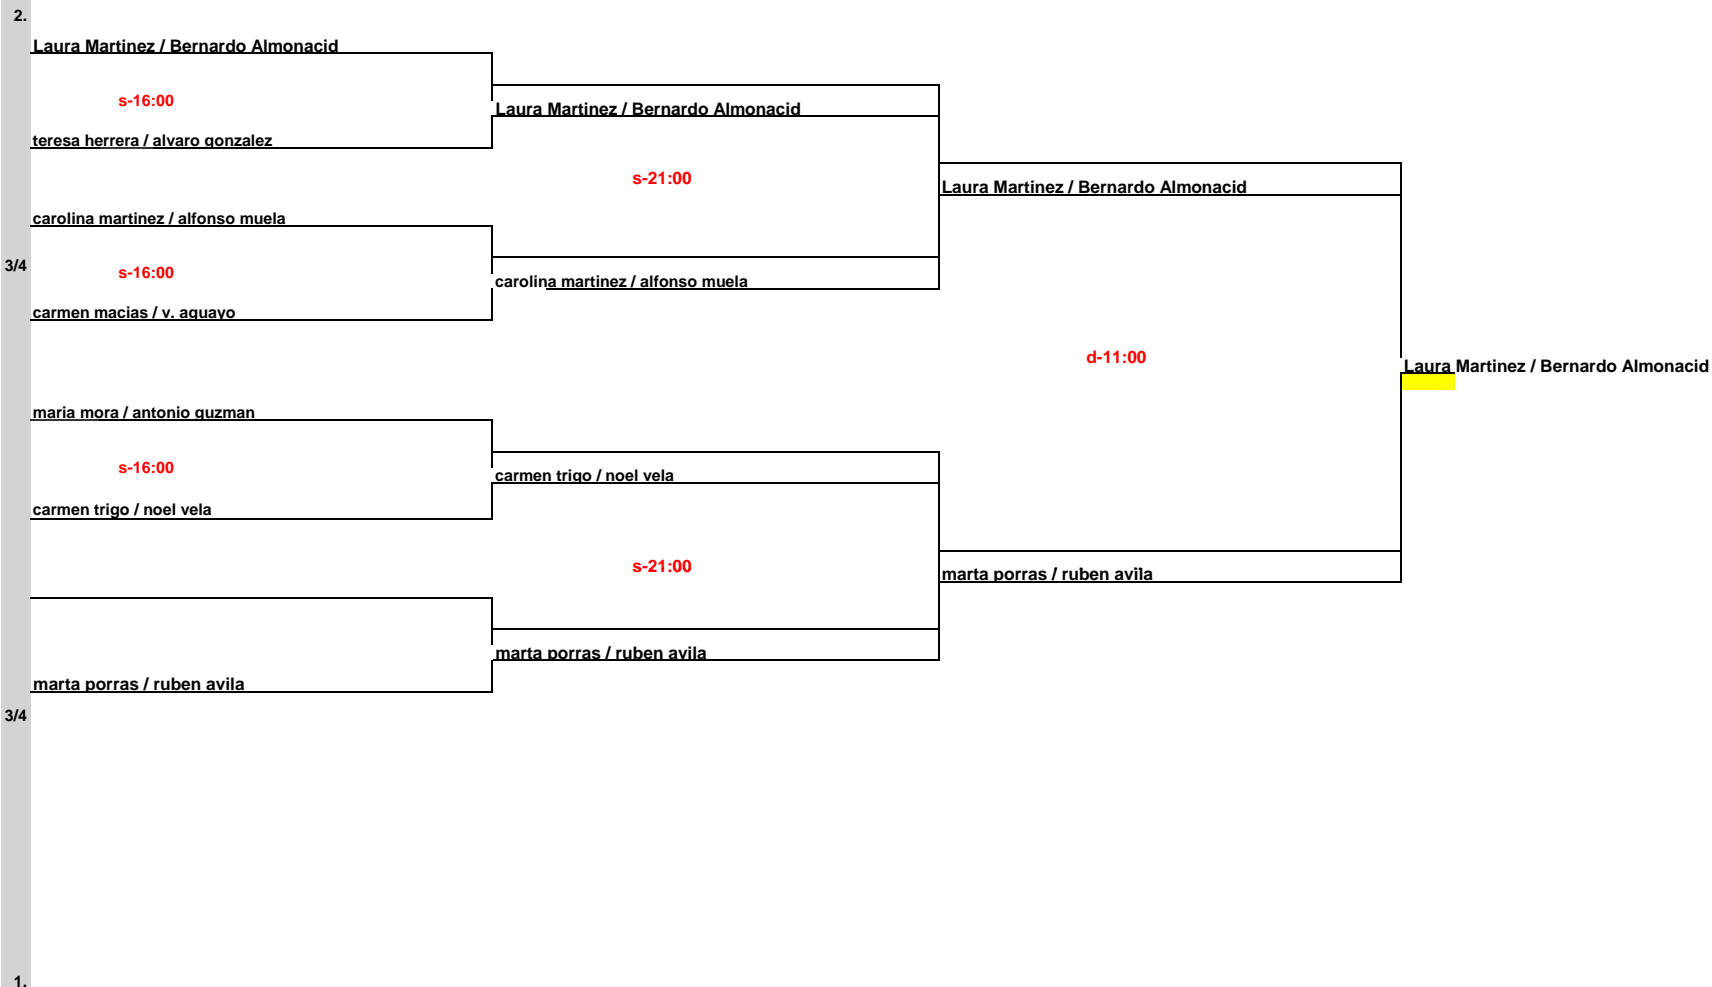 2.
Laura Martinez / Bernardo Almonacid
s-16:00
Laura Martinez / Bernardo Almonacid
teresa herrera / alvaro gonzalez
s-21:00
Laura Martinez / Bernardo Almonacid
carolina martinez / alfonso muela
3/4
s-16:00
carolina martinez / alfonso muela
carmen macias / v. aguayo
d-11:00
Laura Martinez / Bernardo Almonacid
maria mora / antonio guzman
s-16:00
carmen trigo / noel vela
carmen trigo / noel vela
s-21:00
marta porras / ruben avila
marta porras / ruben avila
marta porras / ruben avila
3/4
1.